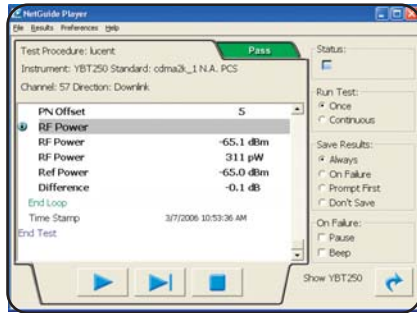 NetGuide Player
File Results Preferences Help
Test Procedure: lucent
Pass
Instrument: YBT250 Standard: cdma2k_1 N.A. PCS
Channel: 57 Direction: Downlink
PN Offset 5
RF Power
RF Power -65.1 dBm
RF Power 311 pW
Ref Power -65.0 dBm
Difference -0.1 dB
End Loop
Time Stamp 3/7/2006 10:53:36 AM
End Test
Status:
Run Test:
Once
Continuous
Save Results:
Always
On Failure
Prompt First
Don't Save
On Failure:
Pause
Beep
Show YBT250